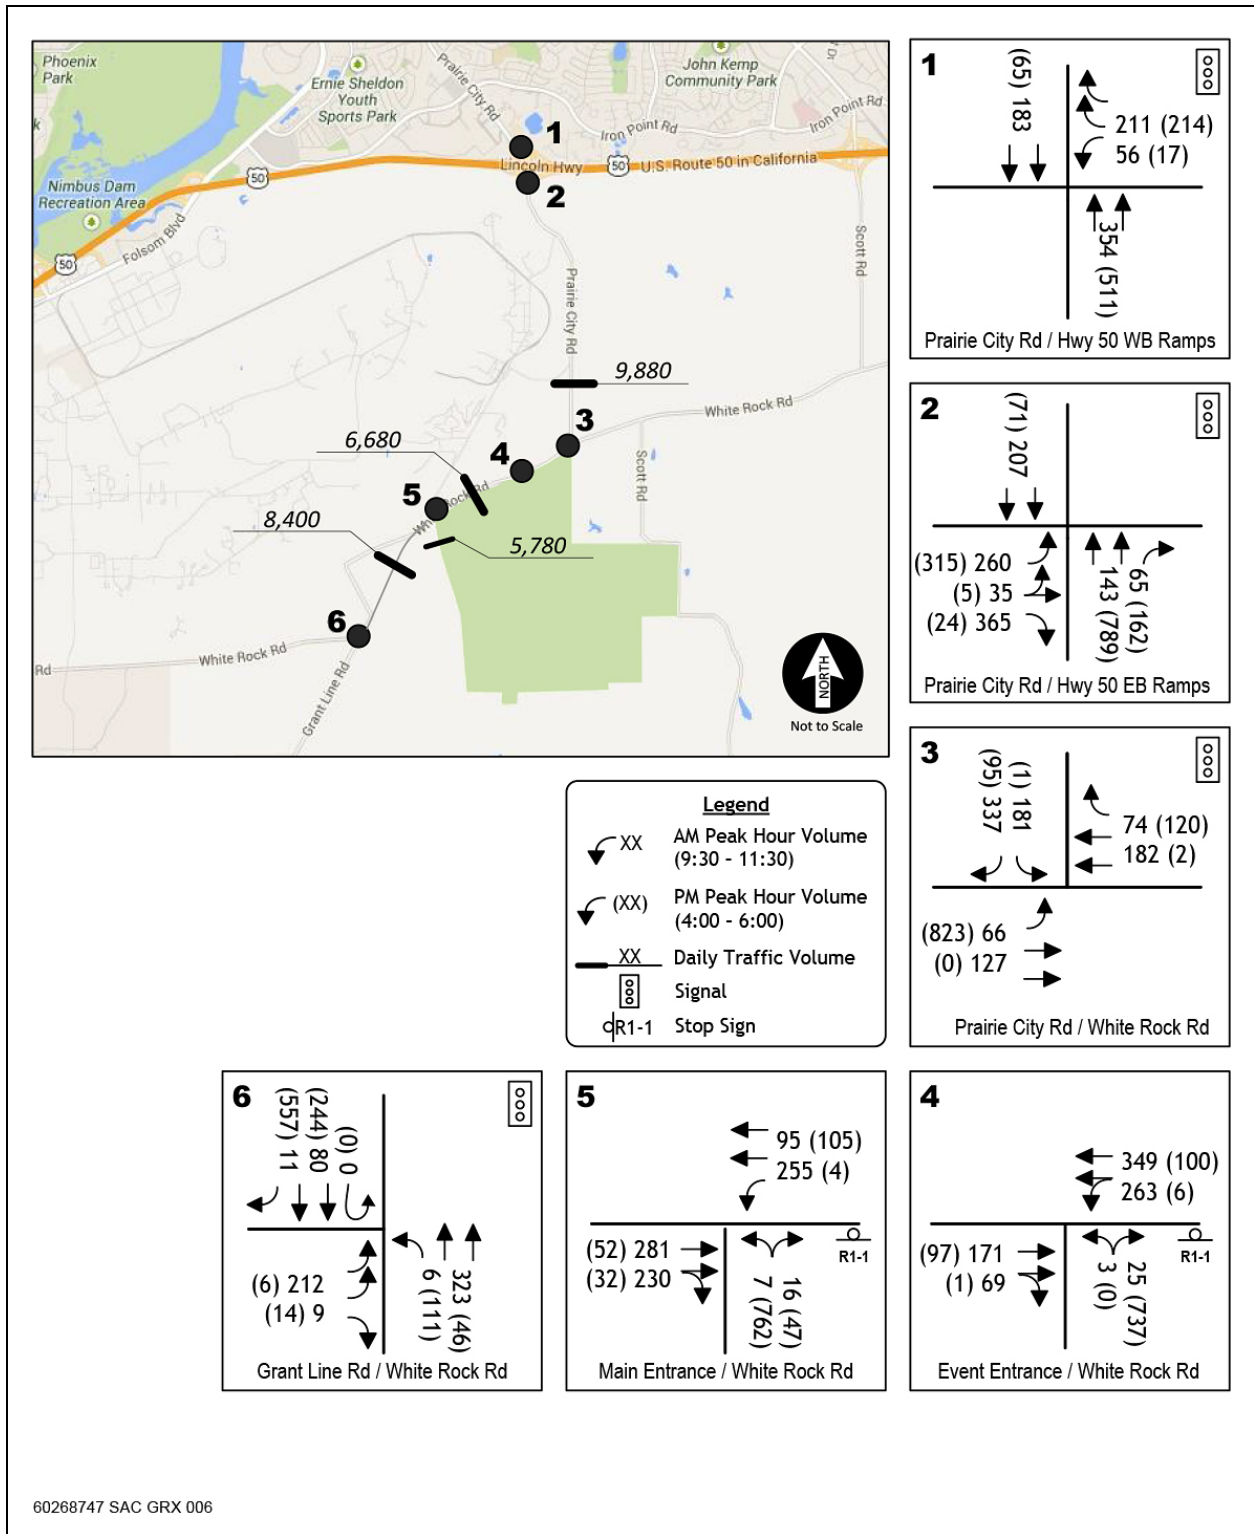 Phoenix
Park
Ernie Sheldon
Youth
Sports Park
Prairie City Rd
John Kemp
Community Park
Iron Point Rd
Iron Point Rd
1
Lincoln Hwy
50
U.S. Route 50 in California
50
2
Nimbus Dam
Recreation Area
Folsom Blvd
50
Scott Rd
Prairie City Rd
9,880
White Rock Rd
3
6,680
4
Scott Rd
5
White Rock Rd
8,400
5,780
6
White Rock Rd
Rd
Grant Line Rd
NORTH
Not to Scale
1
(65) 183
211 (214)
56 (17)
354 (511)
Prairie City Rd / Hwy 50 WB Ramps
2
(71) 207
(315) 260
(5) 35
(24) 365
143 (789)
65 (162)
Prairie City Rd / Hwy 50 EB Ramps
3
(95) 337
(1) 181
74 (120)
182 (2)
(823) 66
(0) 127
Prairie City Rd / White Rock Rd
Legend
XX AM Peak Hour Volume
(9:30 - 11:30)
(XX) PM Peak Hour Volume
(4:00 - 6:00)
XX Daily Traffic Volume
Signal
R1-1 Stop Sign
6
(557) 11
(244) 80
(0) 0
(6) 212
(14) 9
6 (111)
323 (46)
Grant Line Rd / White Rock Rd
5
95 (105)
255 (4)
(52) 281
(32) 230
7 (762)
16 (47)
R1-1
Main Entrance / White Rock Rd
4
349 (100)
263 (6)
(97) 171
(1) 69
3 (0)
25 (737)
R1-1
Event Entrance / White Rock Rd
60268747 SAC GRX 006